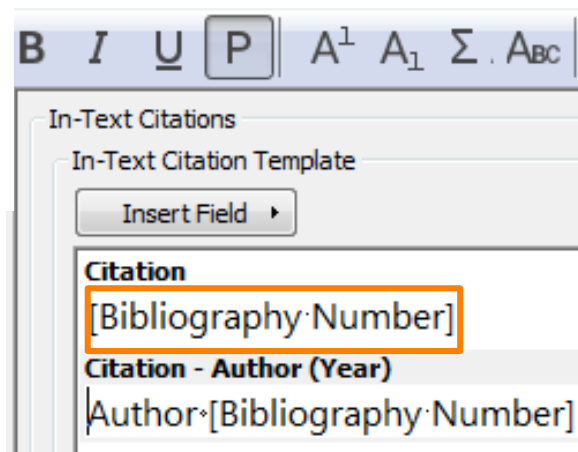 B I U P A1 A1 Σ. ABC
In-Text Citations
In-Text Citation Template
Insert Field
Citation
[Bibliography·Number]
Citation - Author (Year)
Author˚[Bibliography·Number]